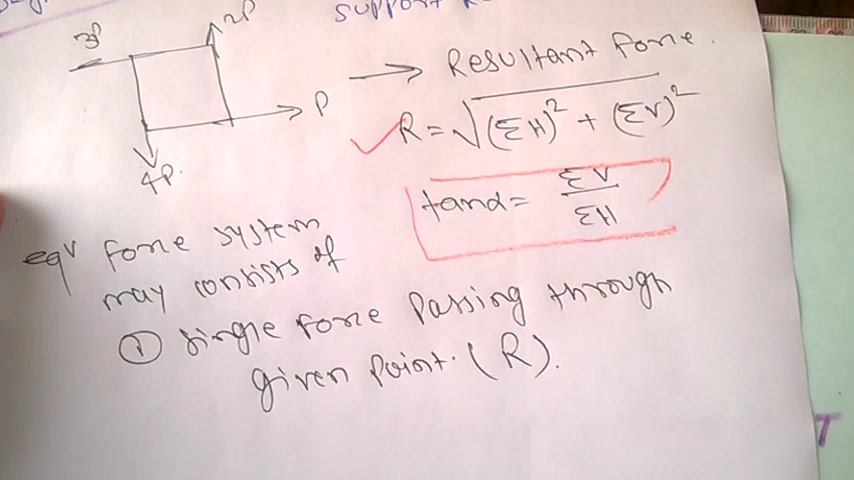 support
3P
2P
→ Resultant Force.
P
R = √(ΣH)² + (ΣV)²
4P.
tanα = ΣV / ΣH
eqv Force system
may consists of
① single Force Passing through
given Point. (R).
T